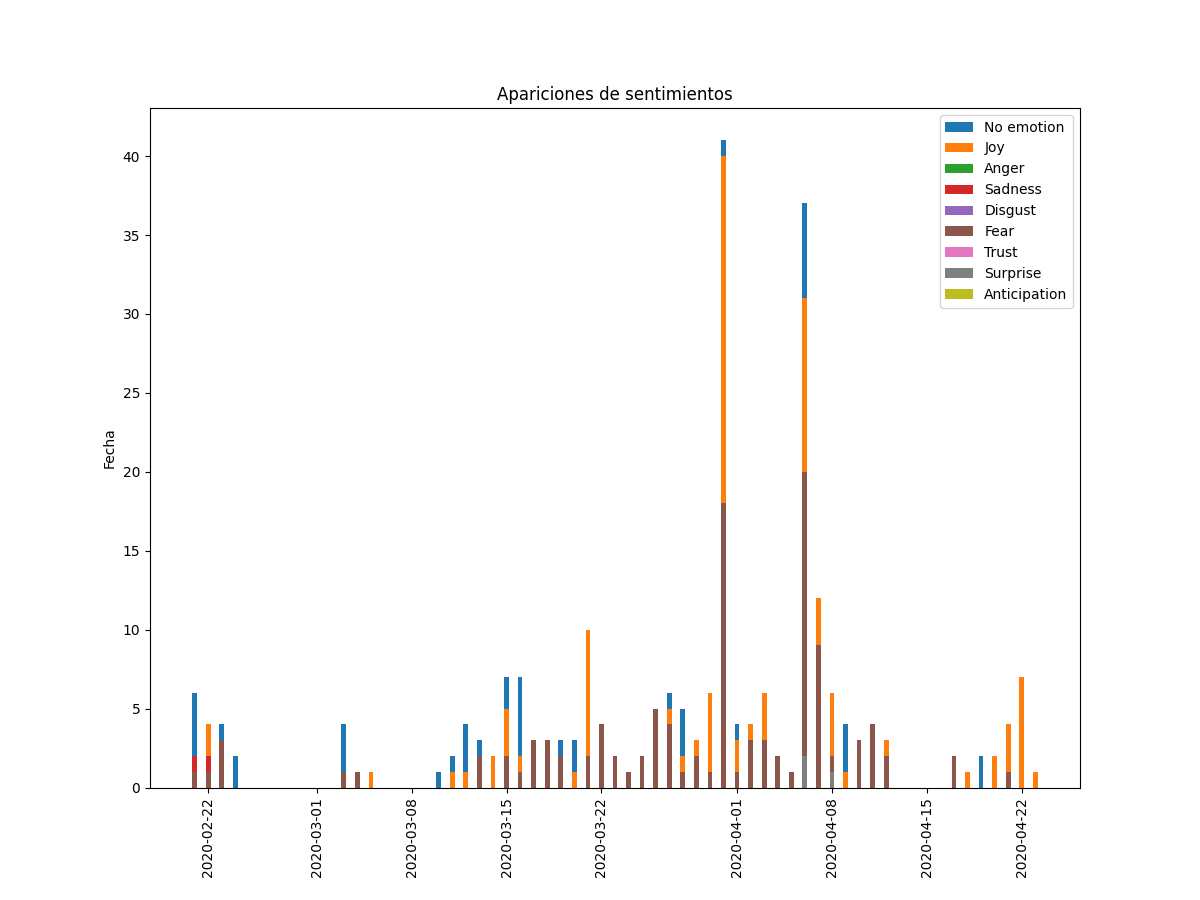 Apariciones de sentimientos
No emotion
Joy
Anger
Sadness
Disgust
Fear
Trust
Surprise
Anticipation
Fecha
40
35
30
25
20
15
10
5
0
2020-02-22
2020-03-01
2020-03-08
2020-03-15
2020-03-22
2020-04-01
2020-04-08
2020-04-15
2020-04-22